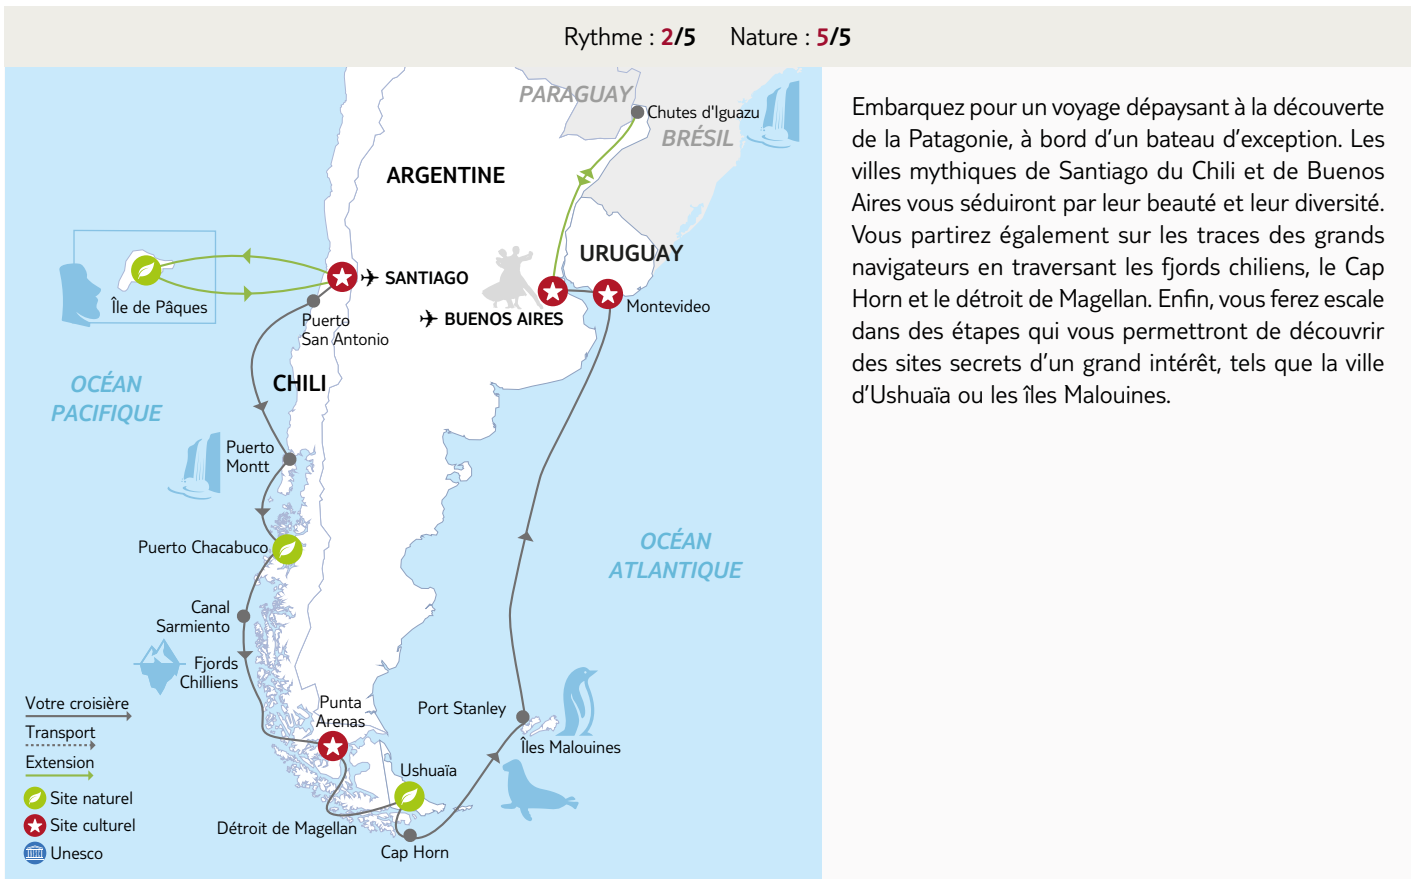 Rythme : 2/5 Nature : 5/5
PARAGUAY
Chutes d'Iguazu
BRÉSIL
ARGENTINE
URUGUAY
SANTIAGO
Île de Pâques
Puerto
San Antonio
BUENOS AIRES
Montevideo
CHILI
OCÉAN
PACIFIQUE
Puerto
Montt
Puerto Chacabuco
OCÉAN
ATLANTIQUE
Canal
Sarmiento
Fjords
Chilliens
Punta
Arenas
Port Stanley
Îles Malouines
Ushuaïa
Détroit de Magellan
Cap Horn
Votre croisière
Transport
Extension
Site naturel
Site culturel
Unesco
Embarquez pour un voyage dépaysant à la découverte
de la Patagonie, à bord d’un bateau d’exception. Les
villes mythiques de Santiago du Chili et de Buenos
Aires vous séduiront par leur beauté et leur diversité.
Vous partirez également sur les traces des grands
navigateurs en traversant les fjords chiliens, le Cap
Horn et le détroit de Magellan. Enfin, vous ferez escale
dans des étapes qui vous permettront de découvrir
des sites secrets d’un grand intérêt, tels que la ville
d’Ushuaïa ou les îles Malouines.